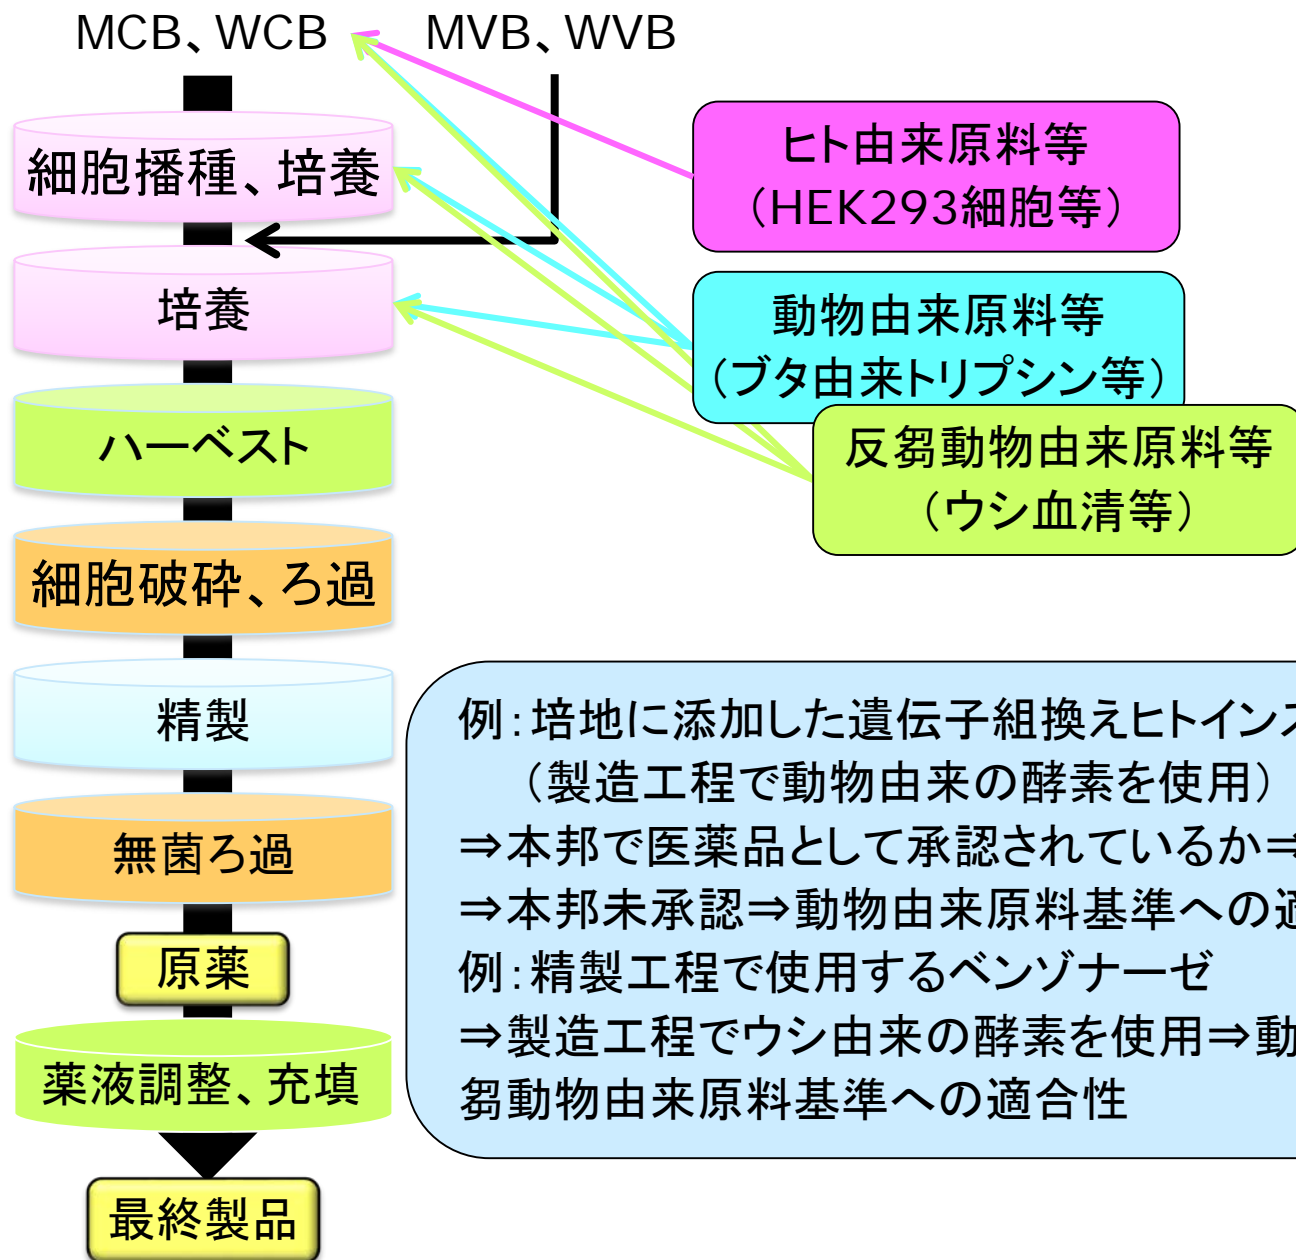 MCB、WCB
MVB、WVB
細胞播種、培養
培養
ハーベスト
細胞破砕、ろ過
精製
無菌ろ過
原薬
薬液調整、充填
最終製品
ヒト由来原料等
（HEK293細胞等）
動物由来原料等
（ブタ由来トリプシン等）
反芻動物由来原料等
（ウシ血清等）
例：培地に添加した遺伝子組換えヒトインス
（製造工程で動物由来の酵素を使用）
⇒本邦で医薬品として承認されているか⇒
⇒本邦未承認⇒動物由来原料基準への適
例：精製工程で使用するベンゾナーゼ
⇒製造工程でウシ由来の酵素を使用⇒動
芻動物由来原料基準への適合性